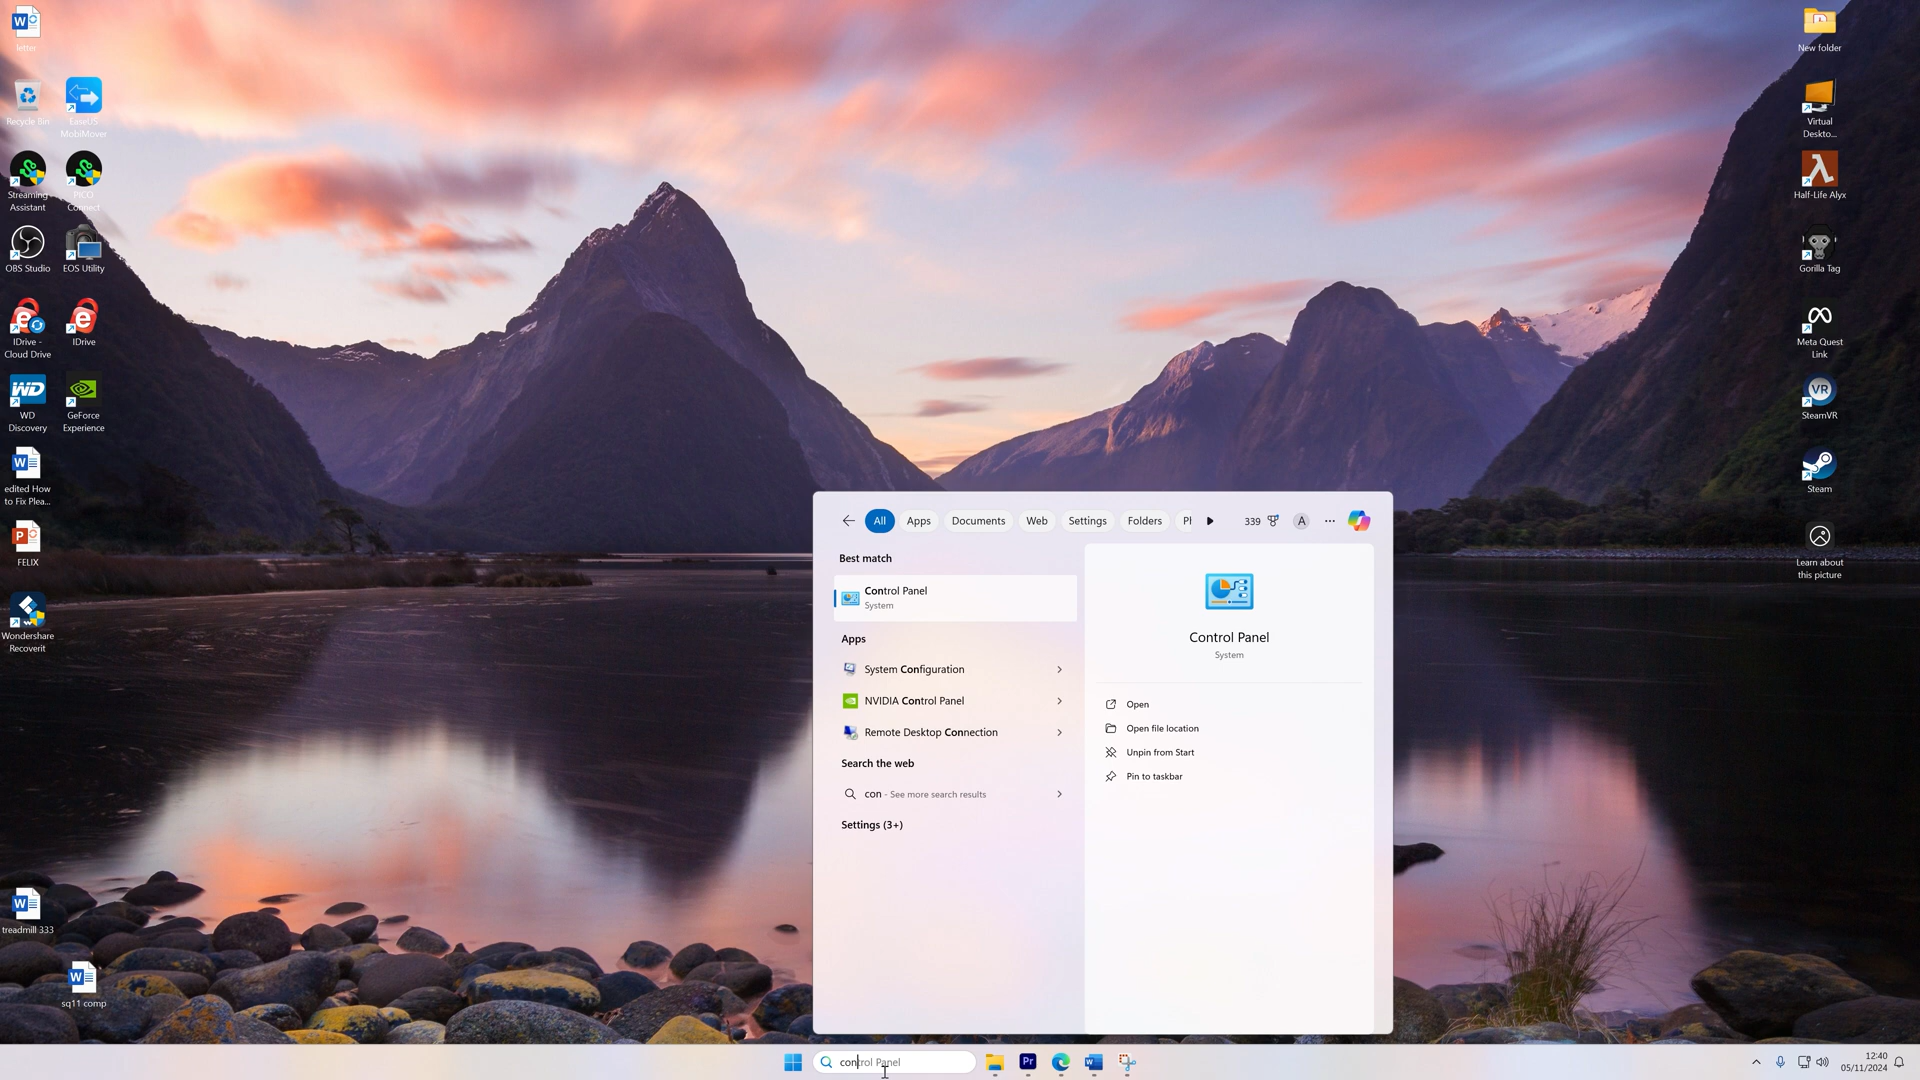 letter
Recycle Bin
EaseUS
MobiMover
Streaming
Assistant
PICO
Connect
OBS Studio
EOS Utility
IDrive -
Cloud Drive
IDrive
WD
WD
Discovery
GeForce
Experience
edited How
to Fix Plea...
FELIX
Wondershare
Recoverit
treadmill 333
sq11 comp
New folder
Virtual
Deskto...
Half-Life Alyx
Gorilla Tag
Meta Quest
Link
VR
SteamVR
Steam
Learn about
this picture
All
Apps
Documents
Web
Settings
Folders
339
A
Best match
Control Panel
System
Apps
System Configuration
NVIDIA Control Panel
Remote Desktop Connection
Search the web
con - See more search results
Settings (3+)
Control Panel
System
Open
Open file location
Unpin from Start
Pin to taskbar
control Panel
Pr
12:40
05/11/2024